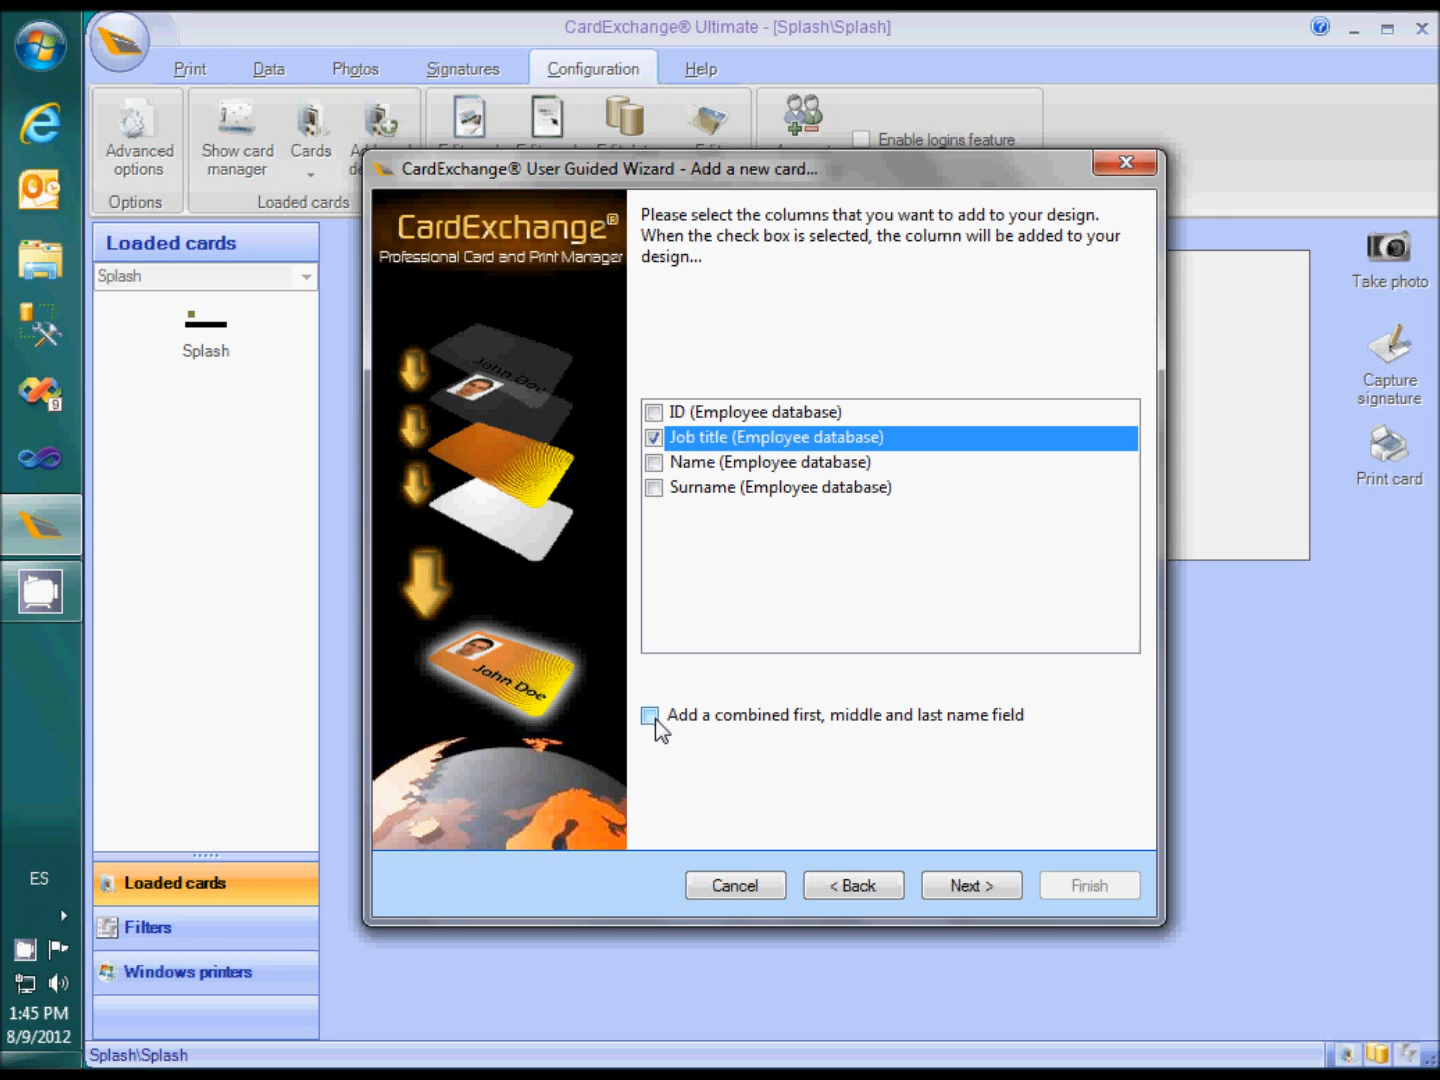 CardExchange® Ultimate - [Splash\Splash]
Print Data Photos Signatures Configuration Help
Advanced options
Show card manager
Cards
Enable logins feature
Options
Loaded cards
CardExchange® User Guided Wizard - Add a new card...
CardExchange®
Professional Card and Print Manager
John Doe
John Doe
Please select the columns that you want to add to your design.
When the check box is selected, the column will be added to your
design...
ID (Employee database)
Job title (Employee database)
Name (Employee database)
Surname (Employee database)
Add a combined first, middle and last name field
Cancel
< Back
Next >
Finish
Loaded cards
Splash
Splash
Take photo
Capture
signature
Print card
Loaded cards
Filters
Windows printers
9
ES
1:45 PM
8/9/2012
Splash\Splash